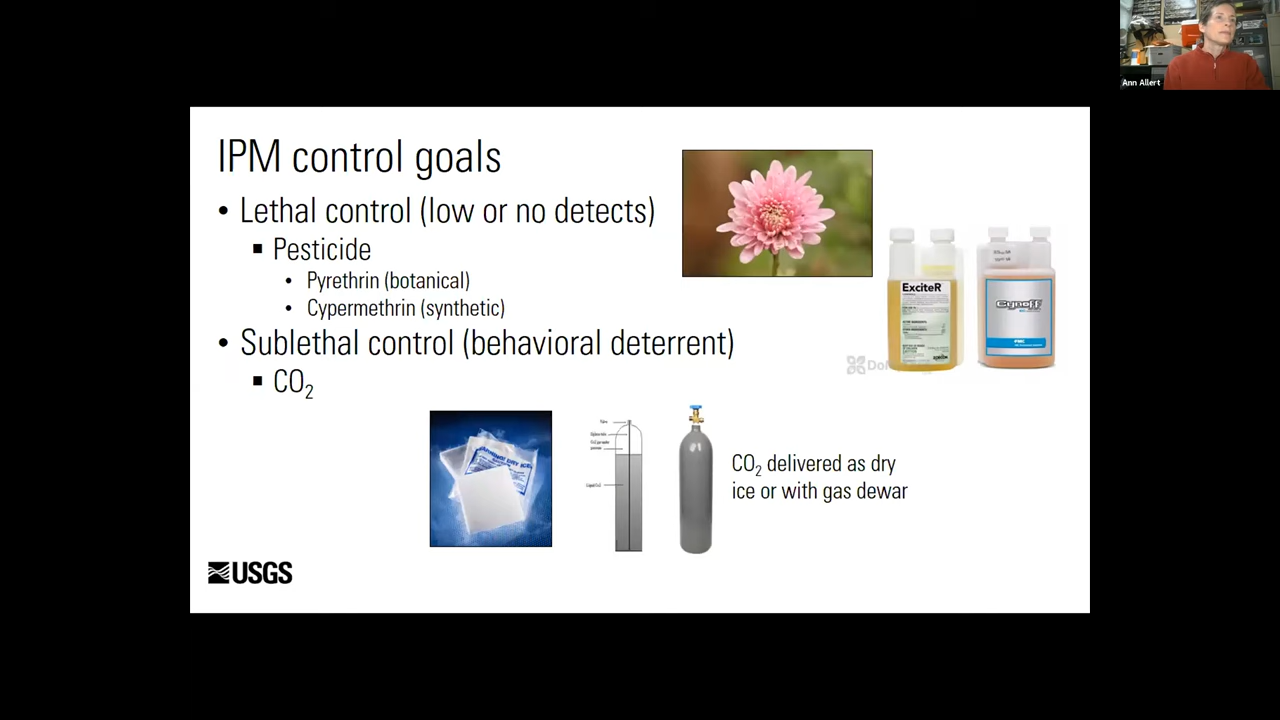 Ann Allert
IPM control goals
• Lethal control (low or no detects)
▪ Pesticide
• Pyrethrin (botanical)
• Cypermethrin (synthetic)
• Sublethal control (behavioral deterrent)
▪ CO₂
ExciteR
CO₂ delivered as dry
ice or with gas dewar
USGS